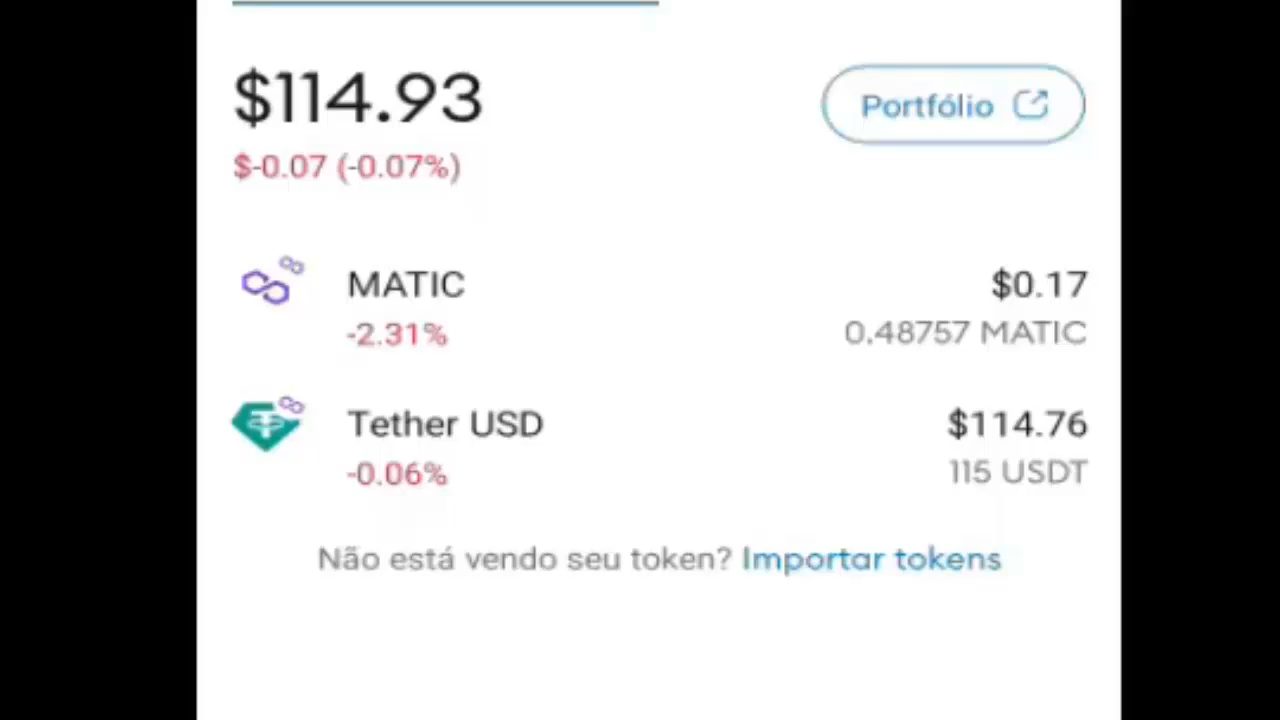 $114.93
Portfólio
$-0.07 (-0.07%)
MATIC
$0.17
-2.31%
0.48757 MATIC
Tether USD
$114.76
-0.06%
115 USDT
Não está vendo seu token? Importar tokens